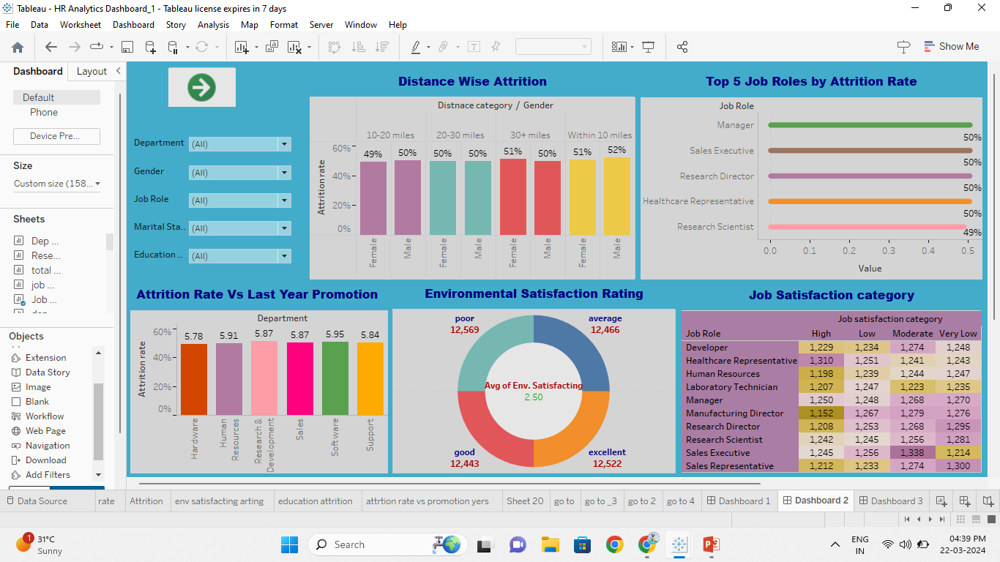 Tableau - HR Analytics Dashboard_1 - Tableau license expires in 7 days
File Data Worksheet Dashboard Story Analysis Map Format Server Window Help
Show Me
Dashboard Layout
Default
Phone
Device Pre...
Size
Custom size (158...
Sheets
Dep ...
Rese...
total ...
job ...
Job ...
Objects
Extension
Data Story
Image
Blank
Workflow
Web Page
Navigation
Download
Add Filters
Department (All)
Gender (All)
Job Role (All)
Marital Sta.. (All)
Education .. (All)
Distance Wise Attrition
Distnace category / Gender
10-20 miles 20-30 miles 30+ miles Within 10 miles
Attrition rate
60%
40%
20%
0%
49% 50% 50% 50% 51% 50% 51% 52%
Female Male Female Male Female Male Female Male
Top 5 Job Roles by Attrition Rate
Job Role
Manager 50%
Sales Executive 50%
Research Director 50%
Healthcare Representative 50%
Research Scientist 49%
0.0 0.1 0.2 0.3 0.4 0.5
Value
Attrition Rate Vs Last Year Promotion
Department
Attrition rate
60%
40%
20%
0%
5.78 5.91 5.87 5.87 5.95 5.84
Hardware
Human
Resources
Research &
Development
Sales
Software
Support
Environmental Satisfaction Rating
poor average
12,569 12,466
Avg of Env. Satisfacting
2.50
good excellent
12,443 12,522
Job Satisfaction category
Job satisfaction category
Job Role High Low Moderate Very Low
Developer 1,229 1,234 1,274 1,248
Healthcare Representative 1,310 1,251 1,241 1,243
Human Resources 1,198 1,239 1,244 1,247
Laboratory Technician 1,207 1,247 1,223 1,235
Manager 1,250 1,248 1,268 1,270
Manufacturing Director 1,152 1,267 1,279 1,276
Research Director 1,208 1,253 1,268 1,295
Research Scientist 1,242 1,245 1,256 1,281
Sales Executive 1,245 1,256 1,338 1,214
Sales Representative 1,212 1,233 1,274 1,300
Data Source rate Attrition env satisfacting arting education attrition attrtion rate vs promotion yers Sheet 20 go to go to _3 go to 2 go to 4 Dashboard 1 Dashboard 2 Dashboard 3
1
31°C
Sunny
Search
ENG
IN
04:39 PM
22-03-2024